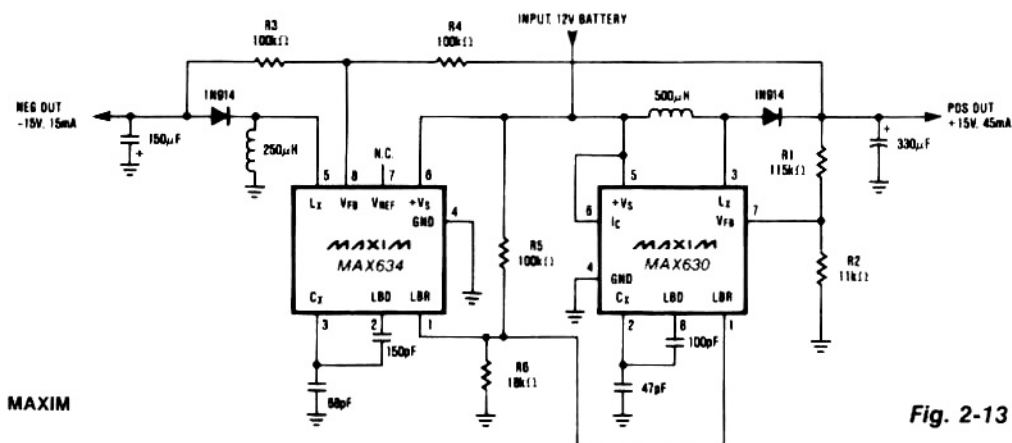 INPUT, 12V BATTERY
R3
100kΩ
R4
100kΩ
NEG OUT
-15V, 15mA
1N914
150µF
+
250µH
N.C.
500µH
1N914
POS OUT
+15V, 45mA
+
330µF
R1
115kΩ
5 8 7 6
LX VFB VREF +VS
GND 4
MAXIM
MAX634
CX LBD LBR
3 2 1
150pF
68pF
R5
100kΩ
R6
18kΩ
5 3
6
+VS LX
IC VFB 7
MAXIM
MAX630
4
GND
CX LBD LBR
2 8 1
100pF
47pF
R2
11kΩ
MAXIM
Fig. 2-13